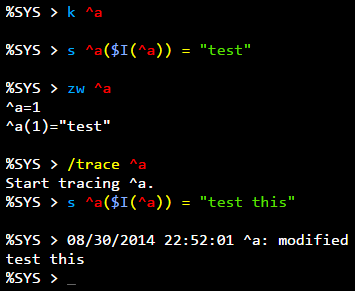 %SYS > k ^a
%SYS > s ^a($I(^a)) = "test"
%SYS > zw ^a
^a=1
^a(1)="test"
%SYS > /trace ^a
Start tracing ^a.
%SYS > s ^a($I(^a)) = "test this"
%SYS > 08/30/2014 22:52:01 ^a: modified
test this
%SYS > _